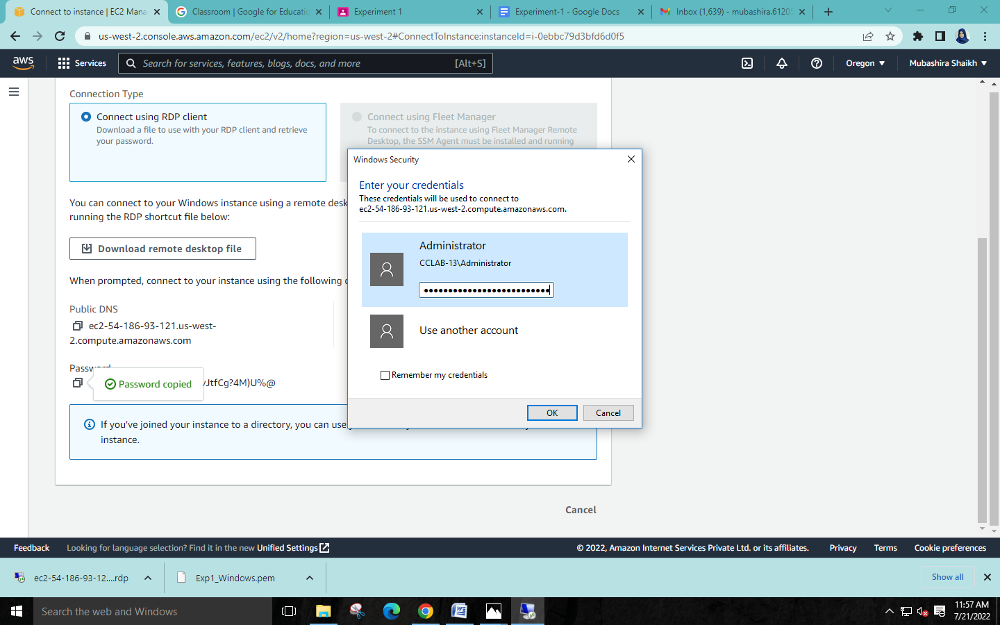 Connect to instance | EC2 Mana
Classroom | Google for Educatio
Experiment 1
Experiment-1 - Google Docs
Inbox (1,639) - mubashira.6120
us-west-2.console.aws.amazon.com/ec2/v2/home?region=us-west-2#ConnectToInstance:instanceId=i-0ebbc79d3bfd6d0f5
aws
Services
Search for services, features, blogs, docs, and more
[Alt+S]
Oregon
Mubashira Shaikh
Connection Type
Connect using RDP client
Download a file to use with your RDP client and retrieve
your password.
Connect using Fleet Manager
To connect to the instance using Fleet Manager Remote
Desktop, the SSM Agent must be installed and running
You can connect to your Windows instance using a remote desk
running the RDP shortcut file below:
Download remote desktop file
When prompted, connect to your instance using the following
Public DNS
ec2-54-186-93-121.us-west-
2.compute.amazonaws.com
Password
Password copied
JtfCg?4M)U%@
If you've joined your instance to a directory, you can use
instance.
Windows Security
Enter your credentials
These credentials will be used to connect to
ec2-54-186-93-121.us-west-2.compute.amazonaws.com.
Administrator
CCLAB-13\Administrator
Use another account
Remember my credentials
OK
Cancel
Cancel
Feedback
Looking for language selection? Find it in the new Unified Settings
© 2022, Amazon Internet Services Private Ltd. or its affiliates.
Privacy
Terms
Cookie preferences
ec2-54-186-93-12....rdp
Exp1_Windows.pem
Show all
Search the web and Windows
11:57 AM
7/21/2022